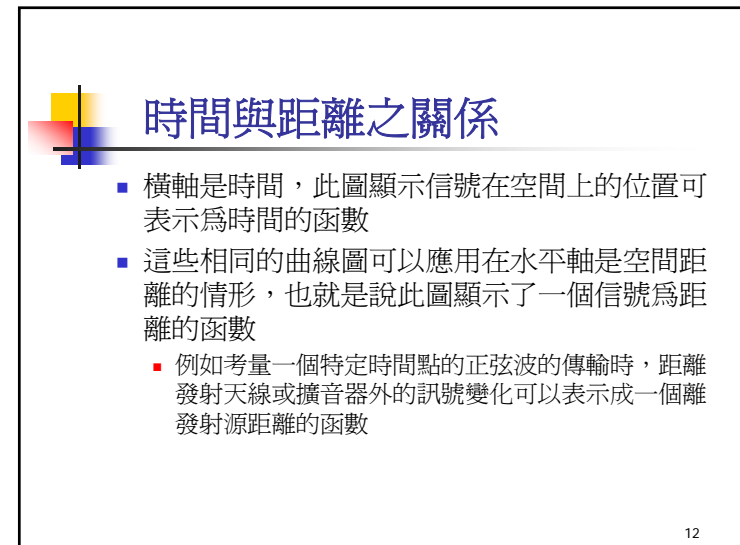 時間與距離之關係
橫軸是時間，此圖顯示信號在空間上的位置可
表示爲時間的函數
這些相同的曲線圖可以應用在水平軸是空間距
離的情形，也就是說此圖顯示了一個信號爲距
離的函數
例如考量一個特定時間點的正弦波的傳輸時，距離
發射天線或擴音器外的訊號變化可以表示成一個離
發射源距離的函數
12